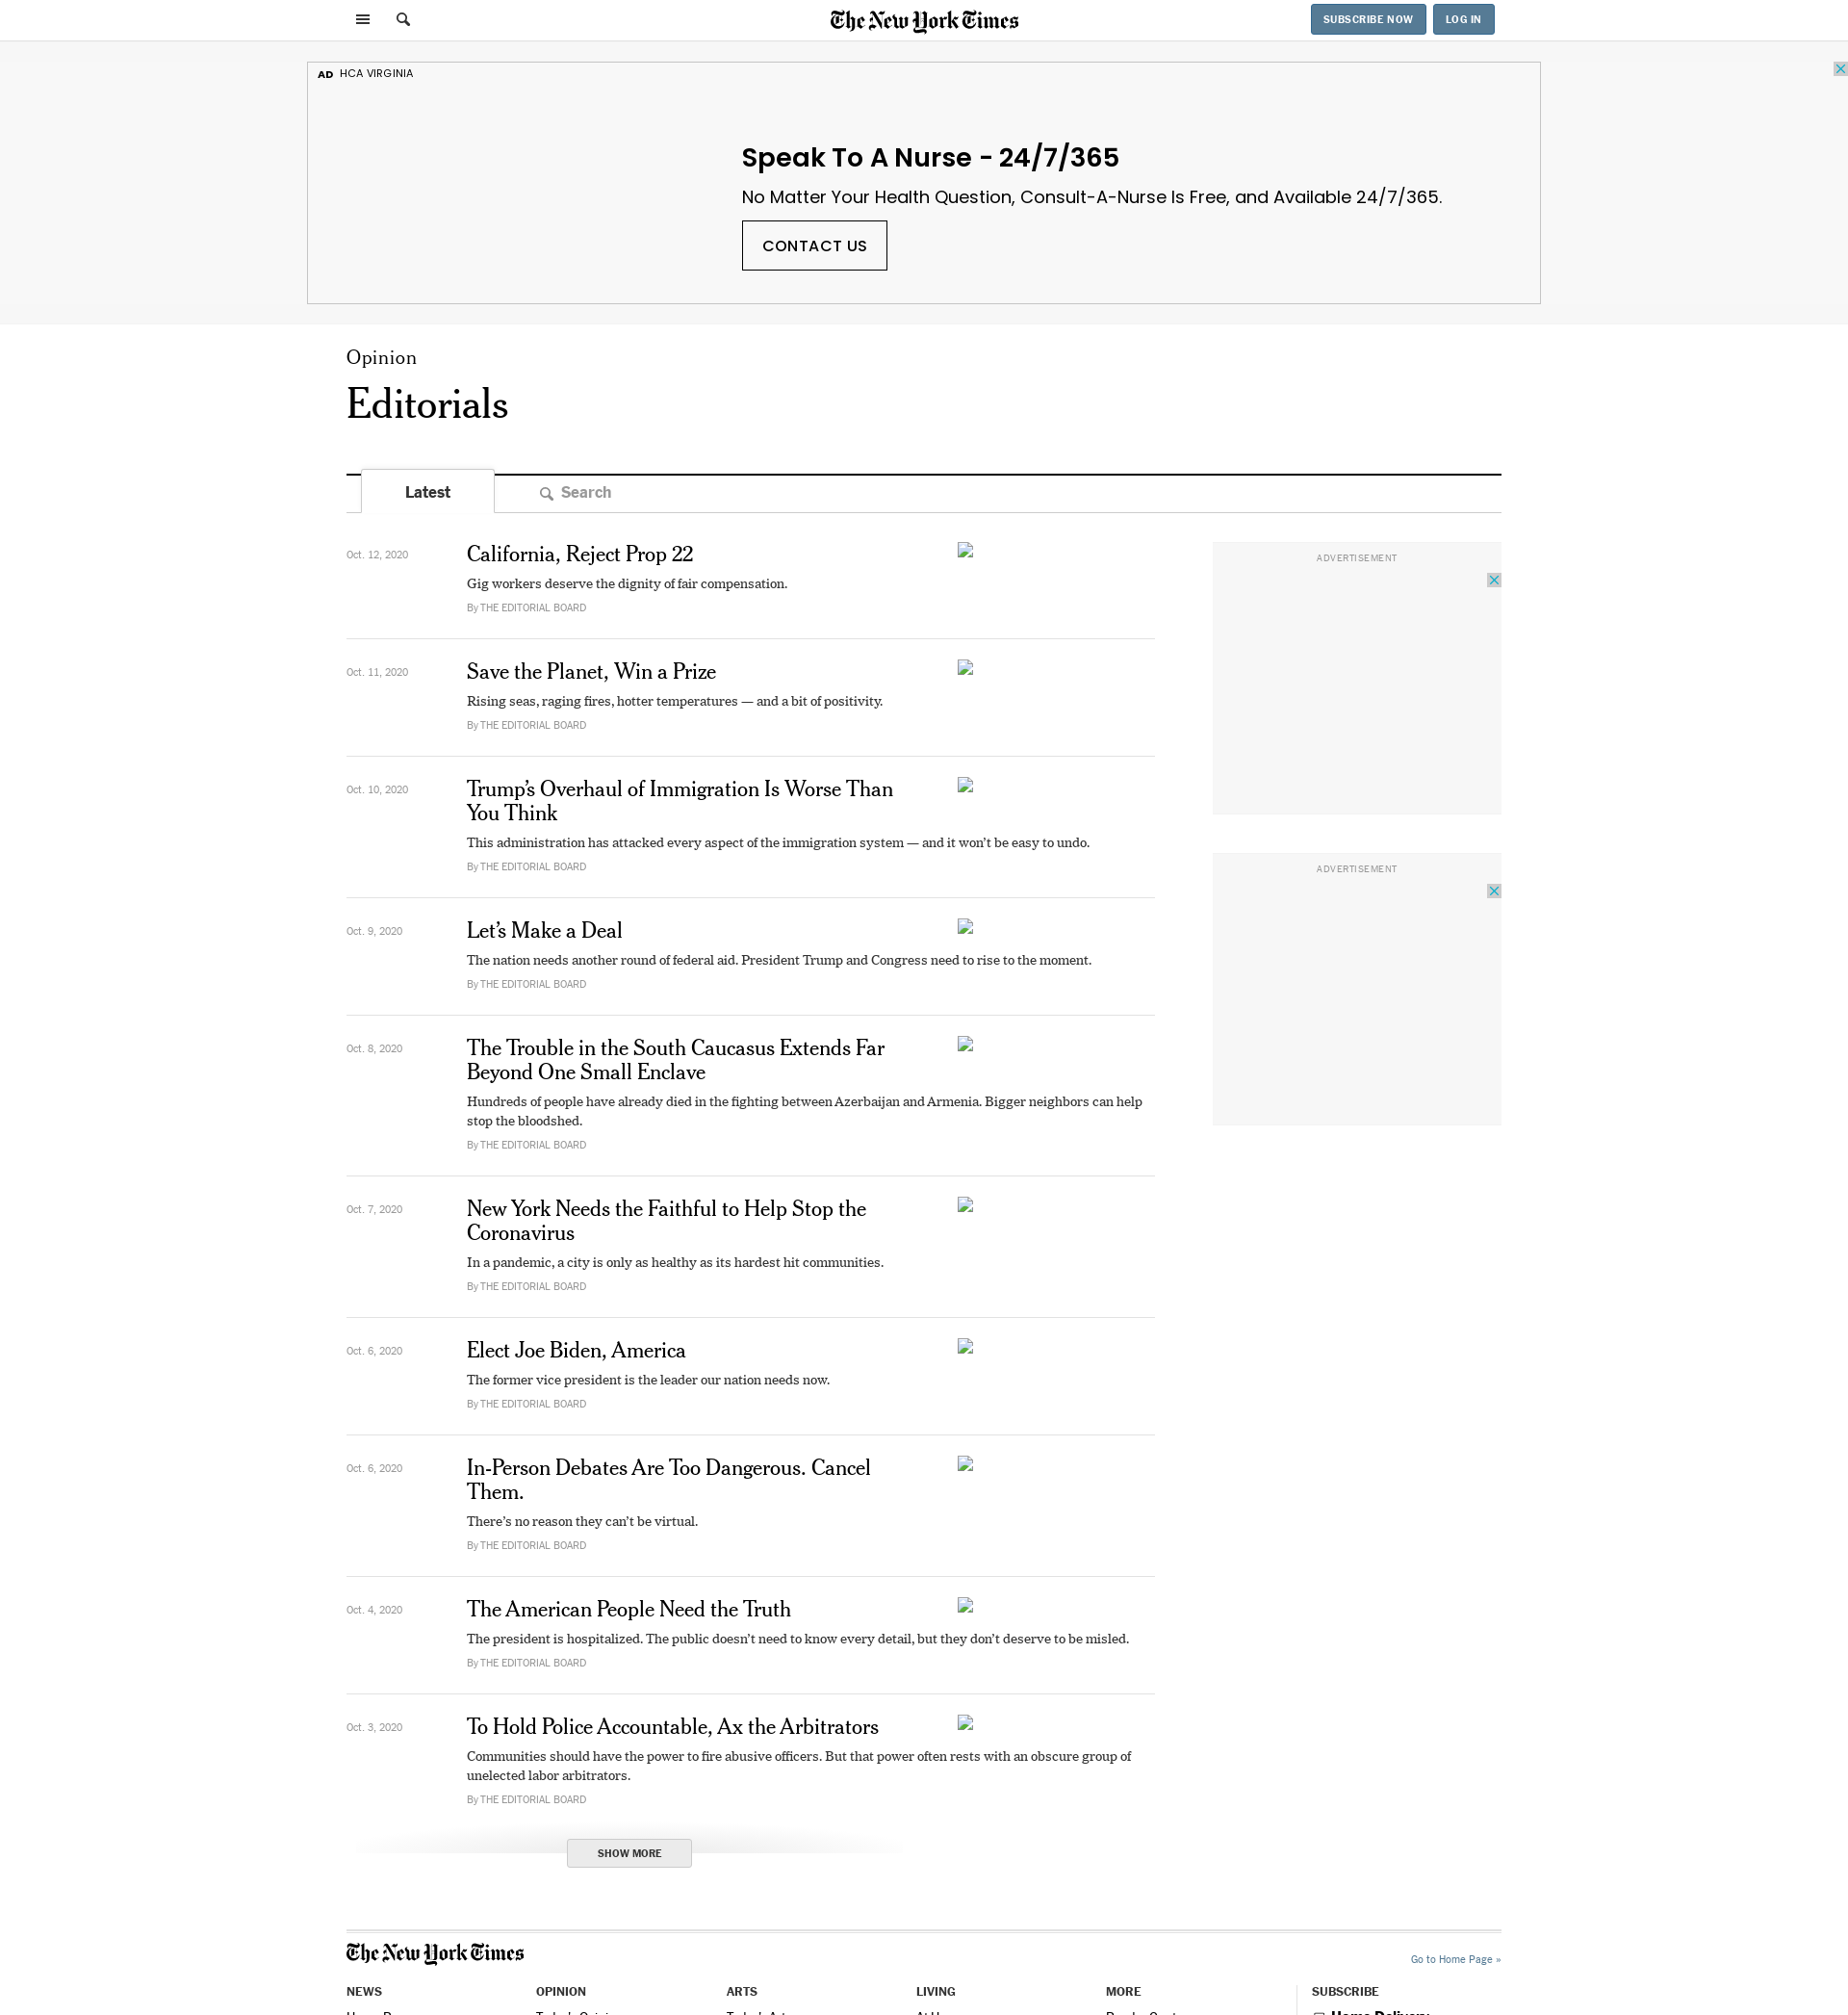 The New York Times
SUBSCRIBE NOW
LOG IN
AD HCA VIRGINIA
Speak To A Nurse - 24/7/365
No Matter Your Health Question, Consult-A-Nurse Is Free, and Available 24/7/365.
CONTACT US
Opinion
Editorials
Latest
Search
Oct. 12, 2020
California, Reject Prop 22
Gig workers deserve the dignity of fair compensation.
By THE EDITORIAL BOARD
ADVERTISEMENT
Oct. 11, 2020
Save the Planet, Win a Prize
Rising seas, raging fires, hotter temperatures — and a bit of positivity.
By THE EDITORIAL BOARD
Oct. 10, 2020
Trump’s Overhaul of Immigration Is Worse Than
You Think
This administration has attacked every aspect of the immigration system — and it won’t be easy to undo.
By THE EDITORIAL BOARD
ADVERTISEMENT
Oct. 9, 2020
Let’s Make a Deal
The nation needs another round of federal aid. President Trump and Congress need to rise to the moment.
By THE EDITORIAL BOARD
Oct. 8, 2020
The Trouble in the South Caucasus Extends Far
Beyond One Small Enclave
Hundreds of people have already died in the fighting between Azerbaijan and Armenia. Bigger neighbors can help
stop the bloodshed.
By THE EDITORIAL BOARD
Oct. 7, 2020
New York Needs the Faithful to Help Stop the
Coronavirus
In a pandemic, a city is only as healthy as its hardest hit communities.
By THE EDITORIAL BOARD
Oct. 6, 2020
Elect Joe Biden, America
The former vice president is the leader our nation needs now.
By THE EDITORIAL BOARD
Oct. 6, 2020
In-Person Debates Are Too Dangerous. Cancel
Them.
There’s no reason they can’t be virtual.
By THE EDITORIAL BOARD
Oct. 4, 2020
The American People Need the Truth
The president is hospitalized. The public doesn’t need to know every detail, but they don’t deserve to be misled.
By THE EDITORIAL BOARD
Oct. 3, 2020
To Hold Police Accountable, Ax the Arbitrators
Communities should have the power to fire abusive officers. But that power often rests with an obscure group of
unelected labor arbitrators.
By THE EDITORIAL BOARD
SHOW MORE
The New York Times
Go to Home Page »
NEWS
OPINION
ARTS
LIVING
MORE
SUBSCRIBE
Home Delivery